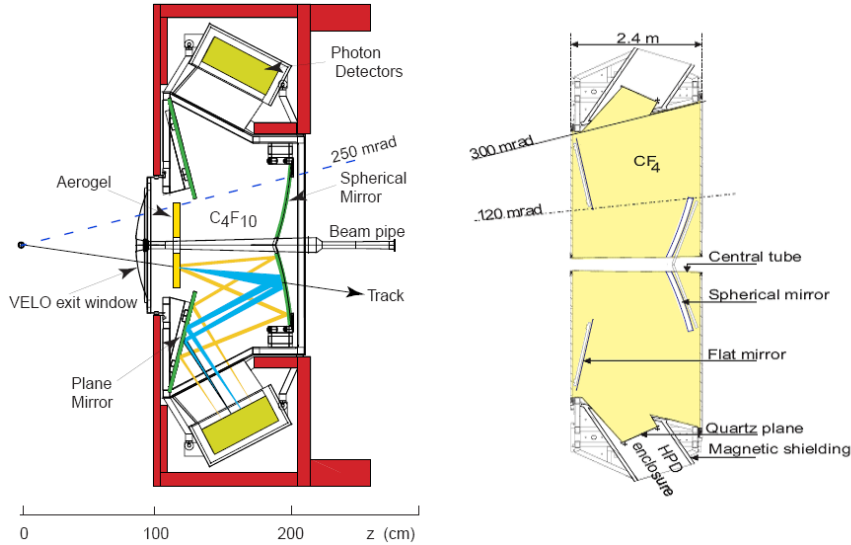 Photon
Detectors
250 mrad
Aerogel
C4F10
Spherical
Mirror
Beam pipe
VELO exit window
Track
Plane
Mirror
0
100
200
z (cm)
2.4 m
300 mrad
CF4
120 mrad
Central tube
Spherical mirror
Flat mirror
Quartz plane
Magnetic shielding
HPD
enclosure